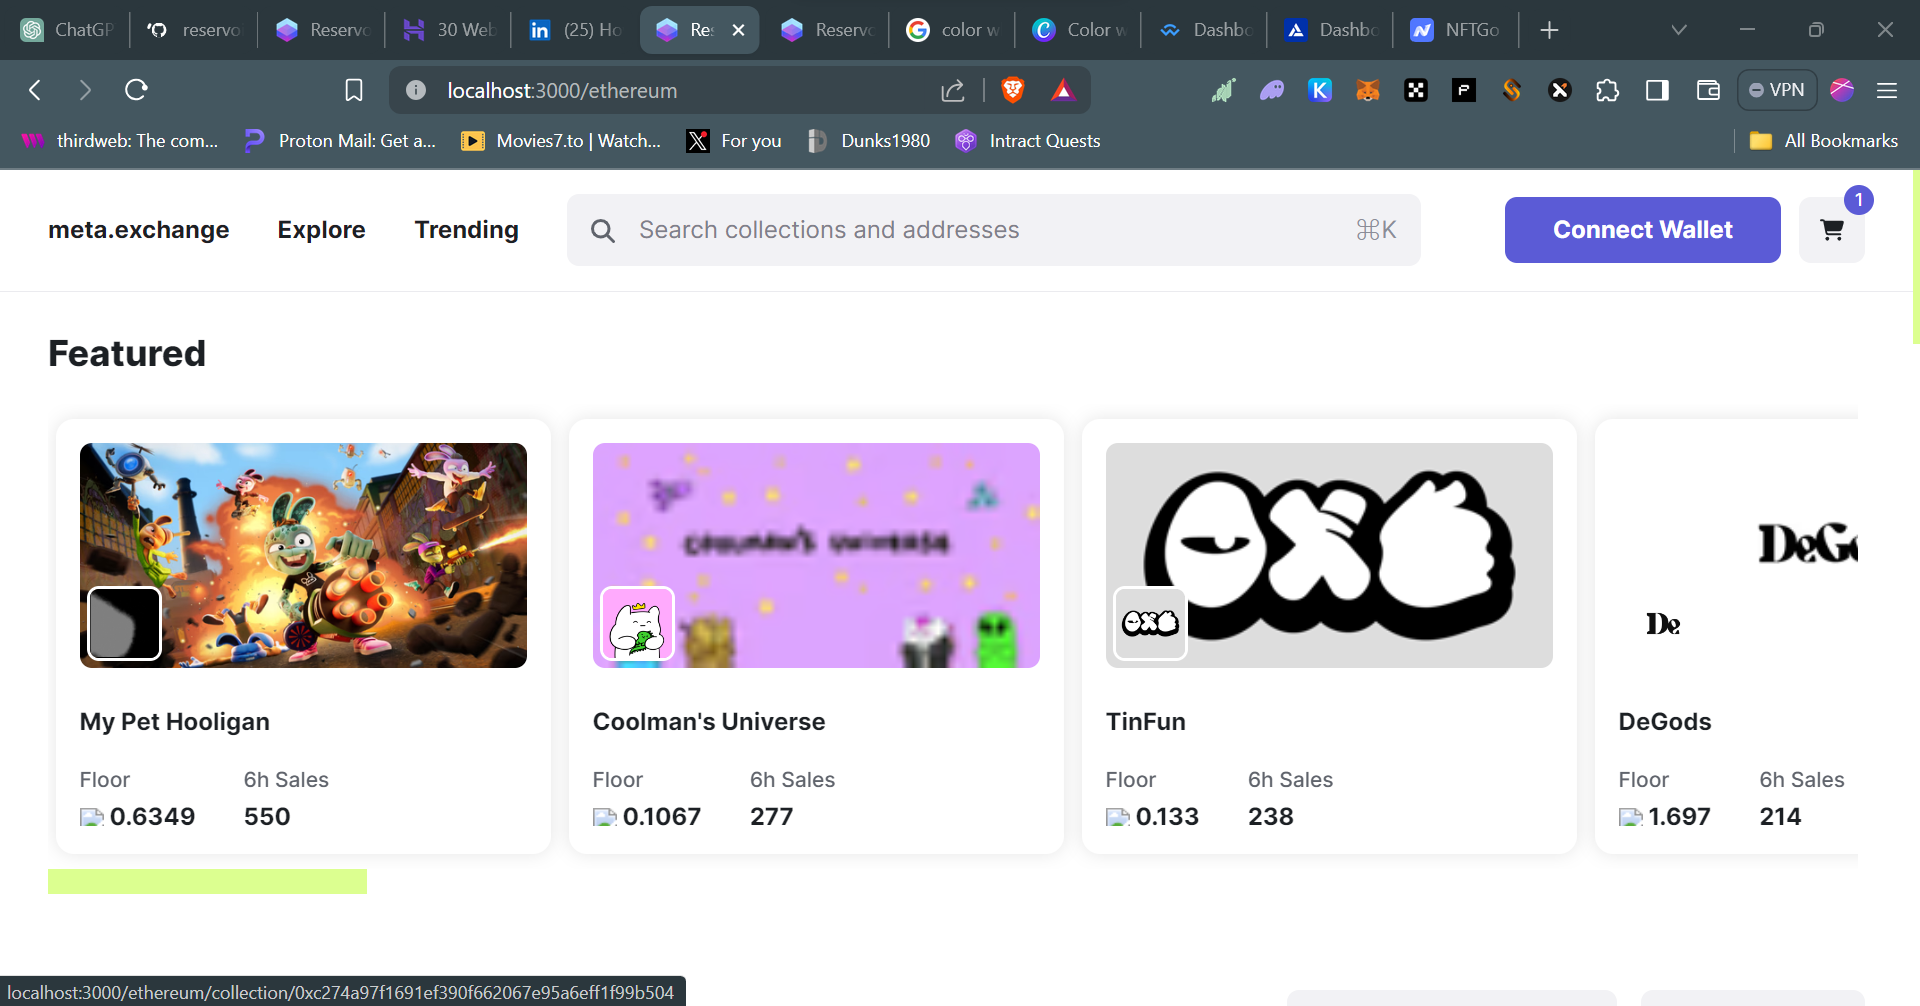 ChatGP
reservo
Reservo
30 Web
(25) Ho
Res
Reservo
color w
Color w
Dashbo
Dashbo
NFTGo
localhost:3000/ethereum
VPN
thirdweb: The com...
Proton Mail: Get a...
Movies7.to | Watch...
For you
Dunks1980
Intract Quests
All Bookmarks
meta.exchange
Explore
Trending
Search collections and addresses
⌘K
Connect Wallet
1
Featured
COOLMAN'S UNIVERSE
DeGo
De
My Pet Hooligan
Floor 6h Sales
0.6349 550
Coolman's Universe
Floor 6h Sales
0.1067 277
TinFun
Floor 6h Sales
0.133 238
DeGods
Floor 6h Sales
1.697 214
localhost:3000/ethereum/collection/0xc274a97f1691ef390f662067e95a6eff1f99b504